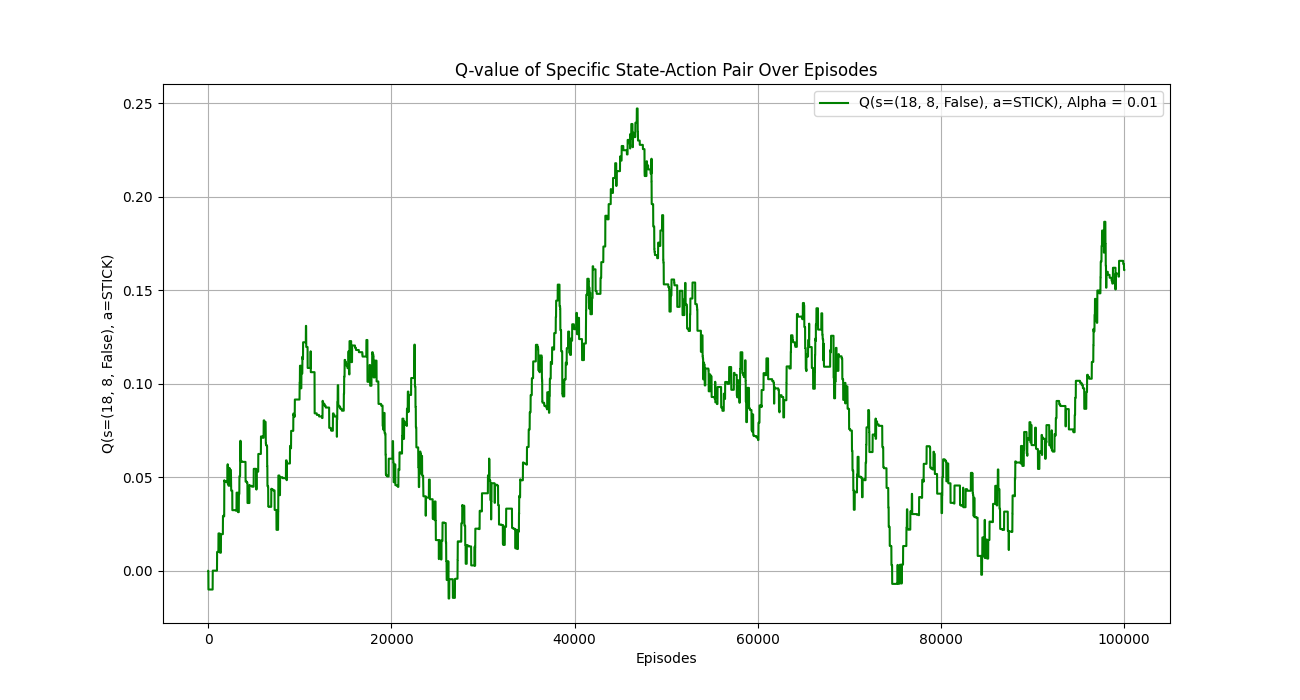 Q-value of Specific State-Action Pair Over Episodes
Q(s=(18, 8, False), a=STICK), Alpha = 0.01
Q(s=(18, 8, False), a=STICK)
0.25
0.20
0.15
0.10
0.05
0.00
0 20000 40000 60000 80000 100000
Episodes